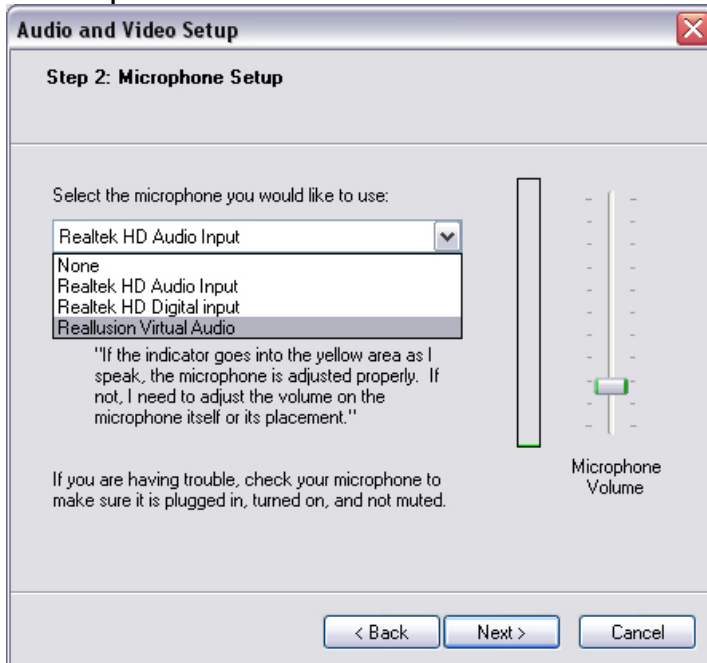 Audio and Video Setup
Step 2: Microphone Setup
Select the microphone you would like to use:
Realtek HD Audio Input
None
Realtek HD Audio Input
Realtek HD Digital input
Reallusion Virtual Audio
"If the indicator goes into the yellow area as I
speak, the microphone is adjusted properly.  If
not, I need to adjust the volume on the
microphone itself or its placement."
If you are having trouble, check your microphone to
make sure it is plugged in, turned on, and not muted.
Microphone
Volume
< Back
Next >
Cancel